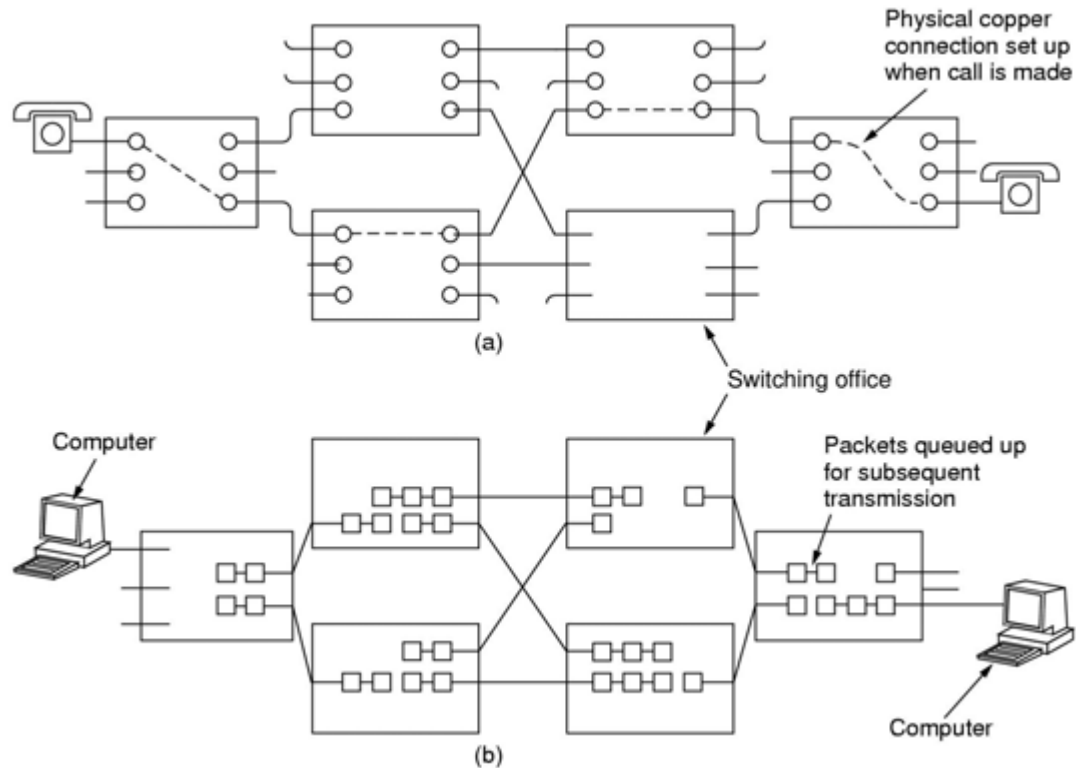 Physical copper
connection set up
when call is made
(a)
Switching office
Computer
Packets queued up
for subsequent
transmission
Computer
(b)